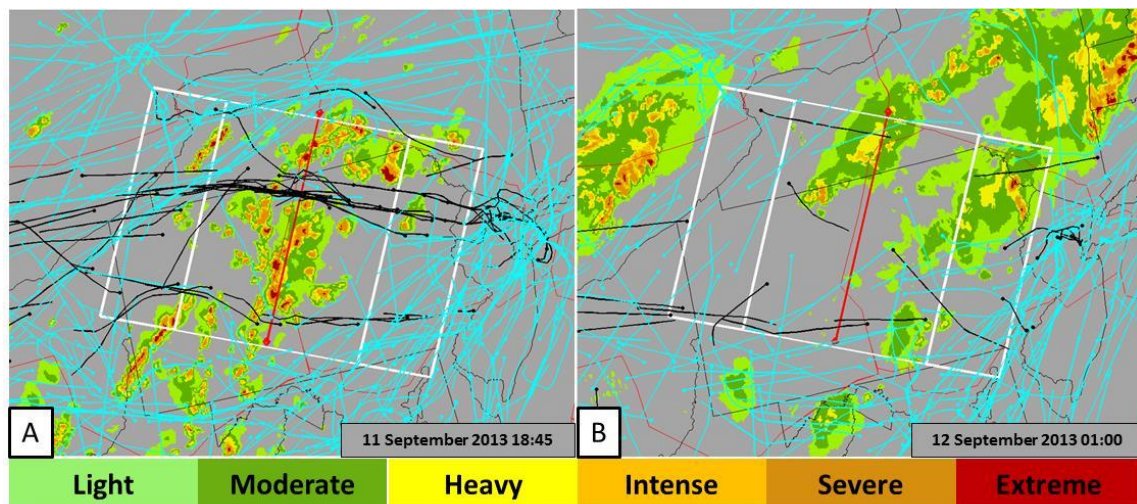 A
11 September 2013 18:45
B
12 September 2013 01:00
Light Moderate Heavy Intense Severe Extreme